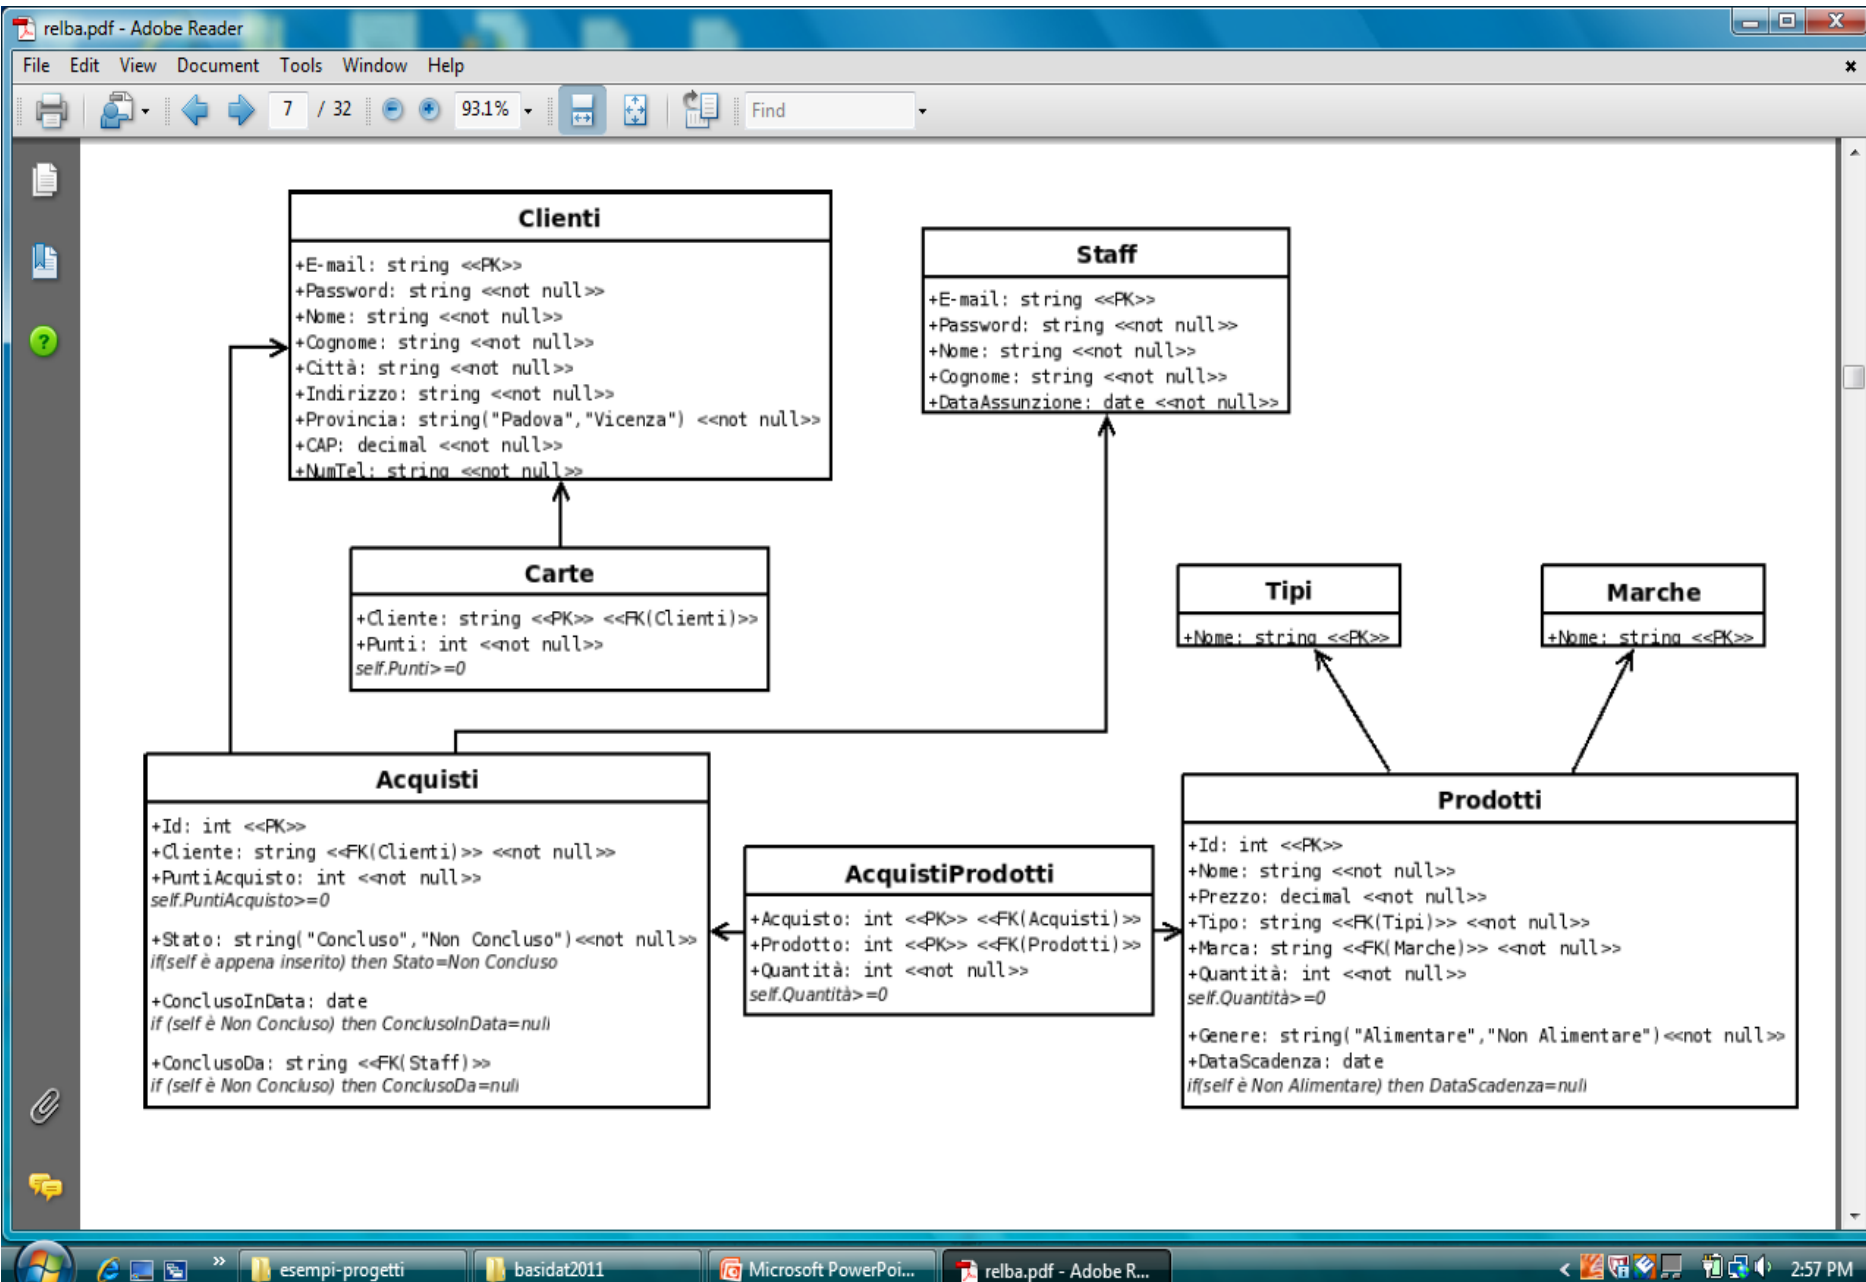 relba.pdf - Adobe Reader
File Edit View Document Tools Window Help
7 / 32 93.1% Find
Clienti
+E-mail: string <<PK>>
+Password: string <<not null>>
+Nome: string <<not null>>
+Cognome: string <<not null>>
+Città: string <<not null>>
+Indirizzo: string <<not null>>
+Provincia: string("Padova","Vicenza") <<not null>>
+CAP: decimal <<not null>>
+NumTel: string <<not null>>
Staff
+E-mail: string <<PK>>
+Password: string <<not null>>
+Nome: string <<not null>>
+Cognome: string <<not null>>
+DataAssunzione: date <<not null>>
Carte
+Cliente: string <<PK>> <<FK(Clienti)>>
+Punti: int <<not null>>
self.Punti>=0
Tipi
+Nome: string <<PK>>
Marche
+Nome: string <<PK>>
Acquisti
+Id: int <<PK>>
+Cliente: string <<FK(Clienti)>> <<not null>>
+PuntiAcquisto: int <<not null>>
self.PuntiAcquisto>=0
+Stato: string("Concluso","Non Concluso")<<not null>>
if(self è appena inserito) then Stato=Non Concluso
+ConclusoInData: date
if (self è Non Concluso) then ConclusoInData=null
+ConclusoDa: string <<FK(Staff)>>
if (self è Non Concluso) then ConclusoDa=null
AcquistiProdotti
+Acquisto: int <<PK>> <<FK(Acquisti)>>
+Prodotto: int <<PK>> <<FK(Prodotti)>>
+Quantità: int <<not null>>
self.Quantità>=0
Prodotti
+Id: int <<PK>>
+Nome: string <<not null>>
+Prezzo: decimal <<not null>>
+Tipo: string <<FK(Tipi)>> <<not null>>
+Marca: string <<FK(Marche)>> <<not null>>
+Quantità: int <<not null>>
self.Quantità>=0
+Genere: string("Alimentare","Non Alimentare")<<not null>>
+DataScadenza: date
if(self è Non Alimentare) then DataScadenza=null
esempi-progetti basidat2011 Microsoft PowerPoi... relba.pdf - Adobe R... 2:57 PM